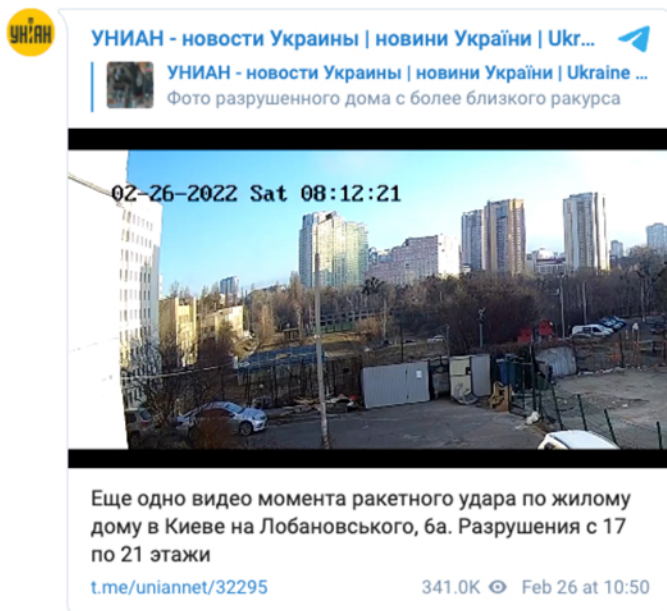 УНИАН
УНИАН - новости Украины | новини України | Ukr...
УНИАН - новости Украины | новини України | Ukraine ...
Фото разрушенного дома с более близкого ракурса
02-26-2022 Sat 08:12:21
Еще одно видео момента ракетного удара по жилому
дому в Киеве на Лобановського, 6а. Разрушения с 17
по 21 этажи
t.me/uniannet/32295 341.0K Feb 26 at 10:50